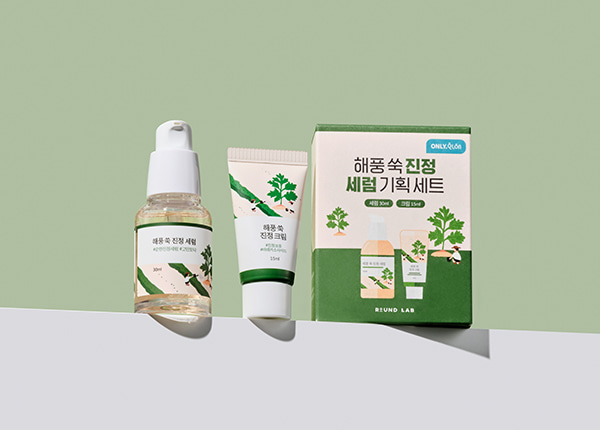 해풍 쑥 진정 세럼
30ml
해풍 쑥
진정 크림
15ml
ONLY.
해풍 쑥 진정
세럼 기획 세트
세럼 30ml
크림 15ml
ROUND LAB